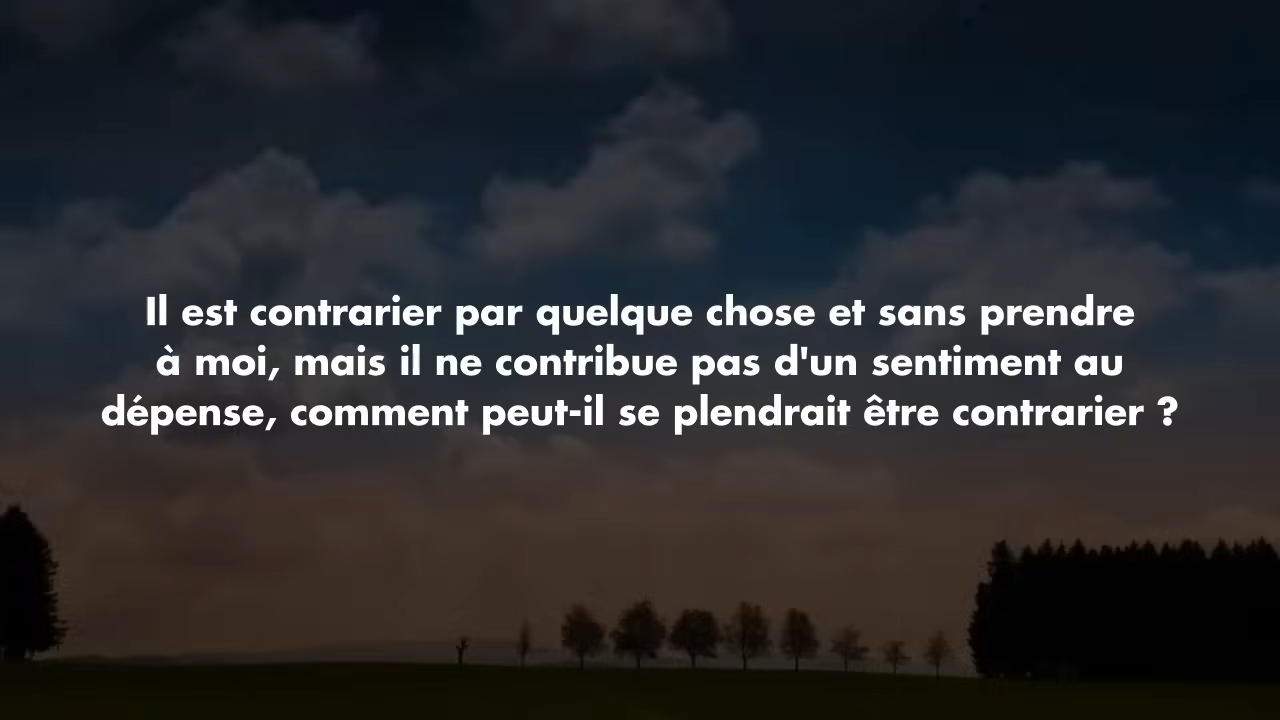 Il est contrarier par quelque chose et sans prendre
à moi, mais il ne contribue pas d'un sentiment au
dépense, comment peut-il se plendrait être contrarier ?